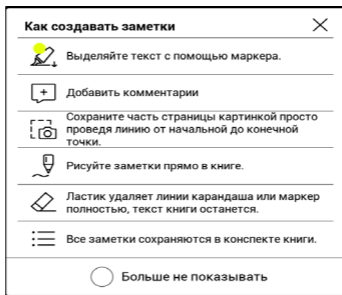 Как создавать заметки
Выделяйте текст с помощью маркера.
Добавить комментарии
Сохраните часть страницы картинкой просто
проведя линию от начальной до конечной
точки.
Рисуйте заметки прямо в книге.
Ластик удаляет линии карандаша или маркер
полностью, текст книги останется.
Все заметки сохраняются в конспекте книги.
Больше не показывать